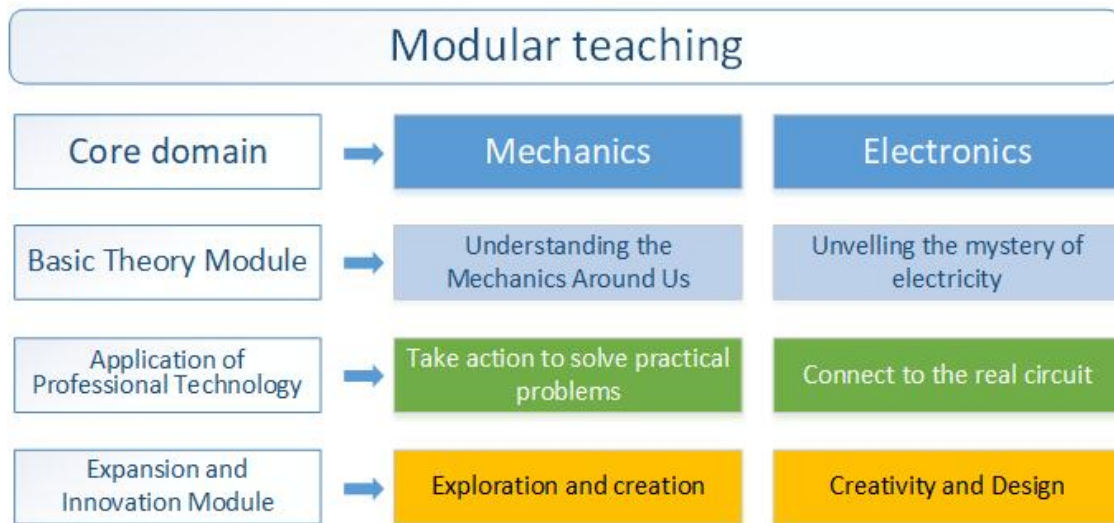 Modular teaching
Core domain
Mechanics
Electronics
Basic Theory Module
Understanding the
Mechanics Around Us
Unvelling the mystery of
electricity
Application of
Professional Technology
Take action to solve practical
problems
Connect to the real circuit
Expansion and
Innovation Module
Exploration and creation
Creativity and Design